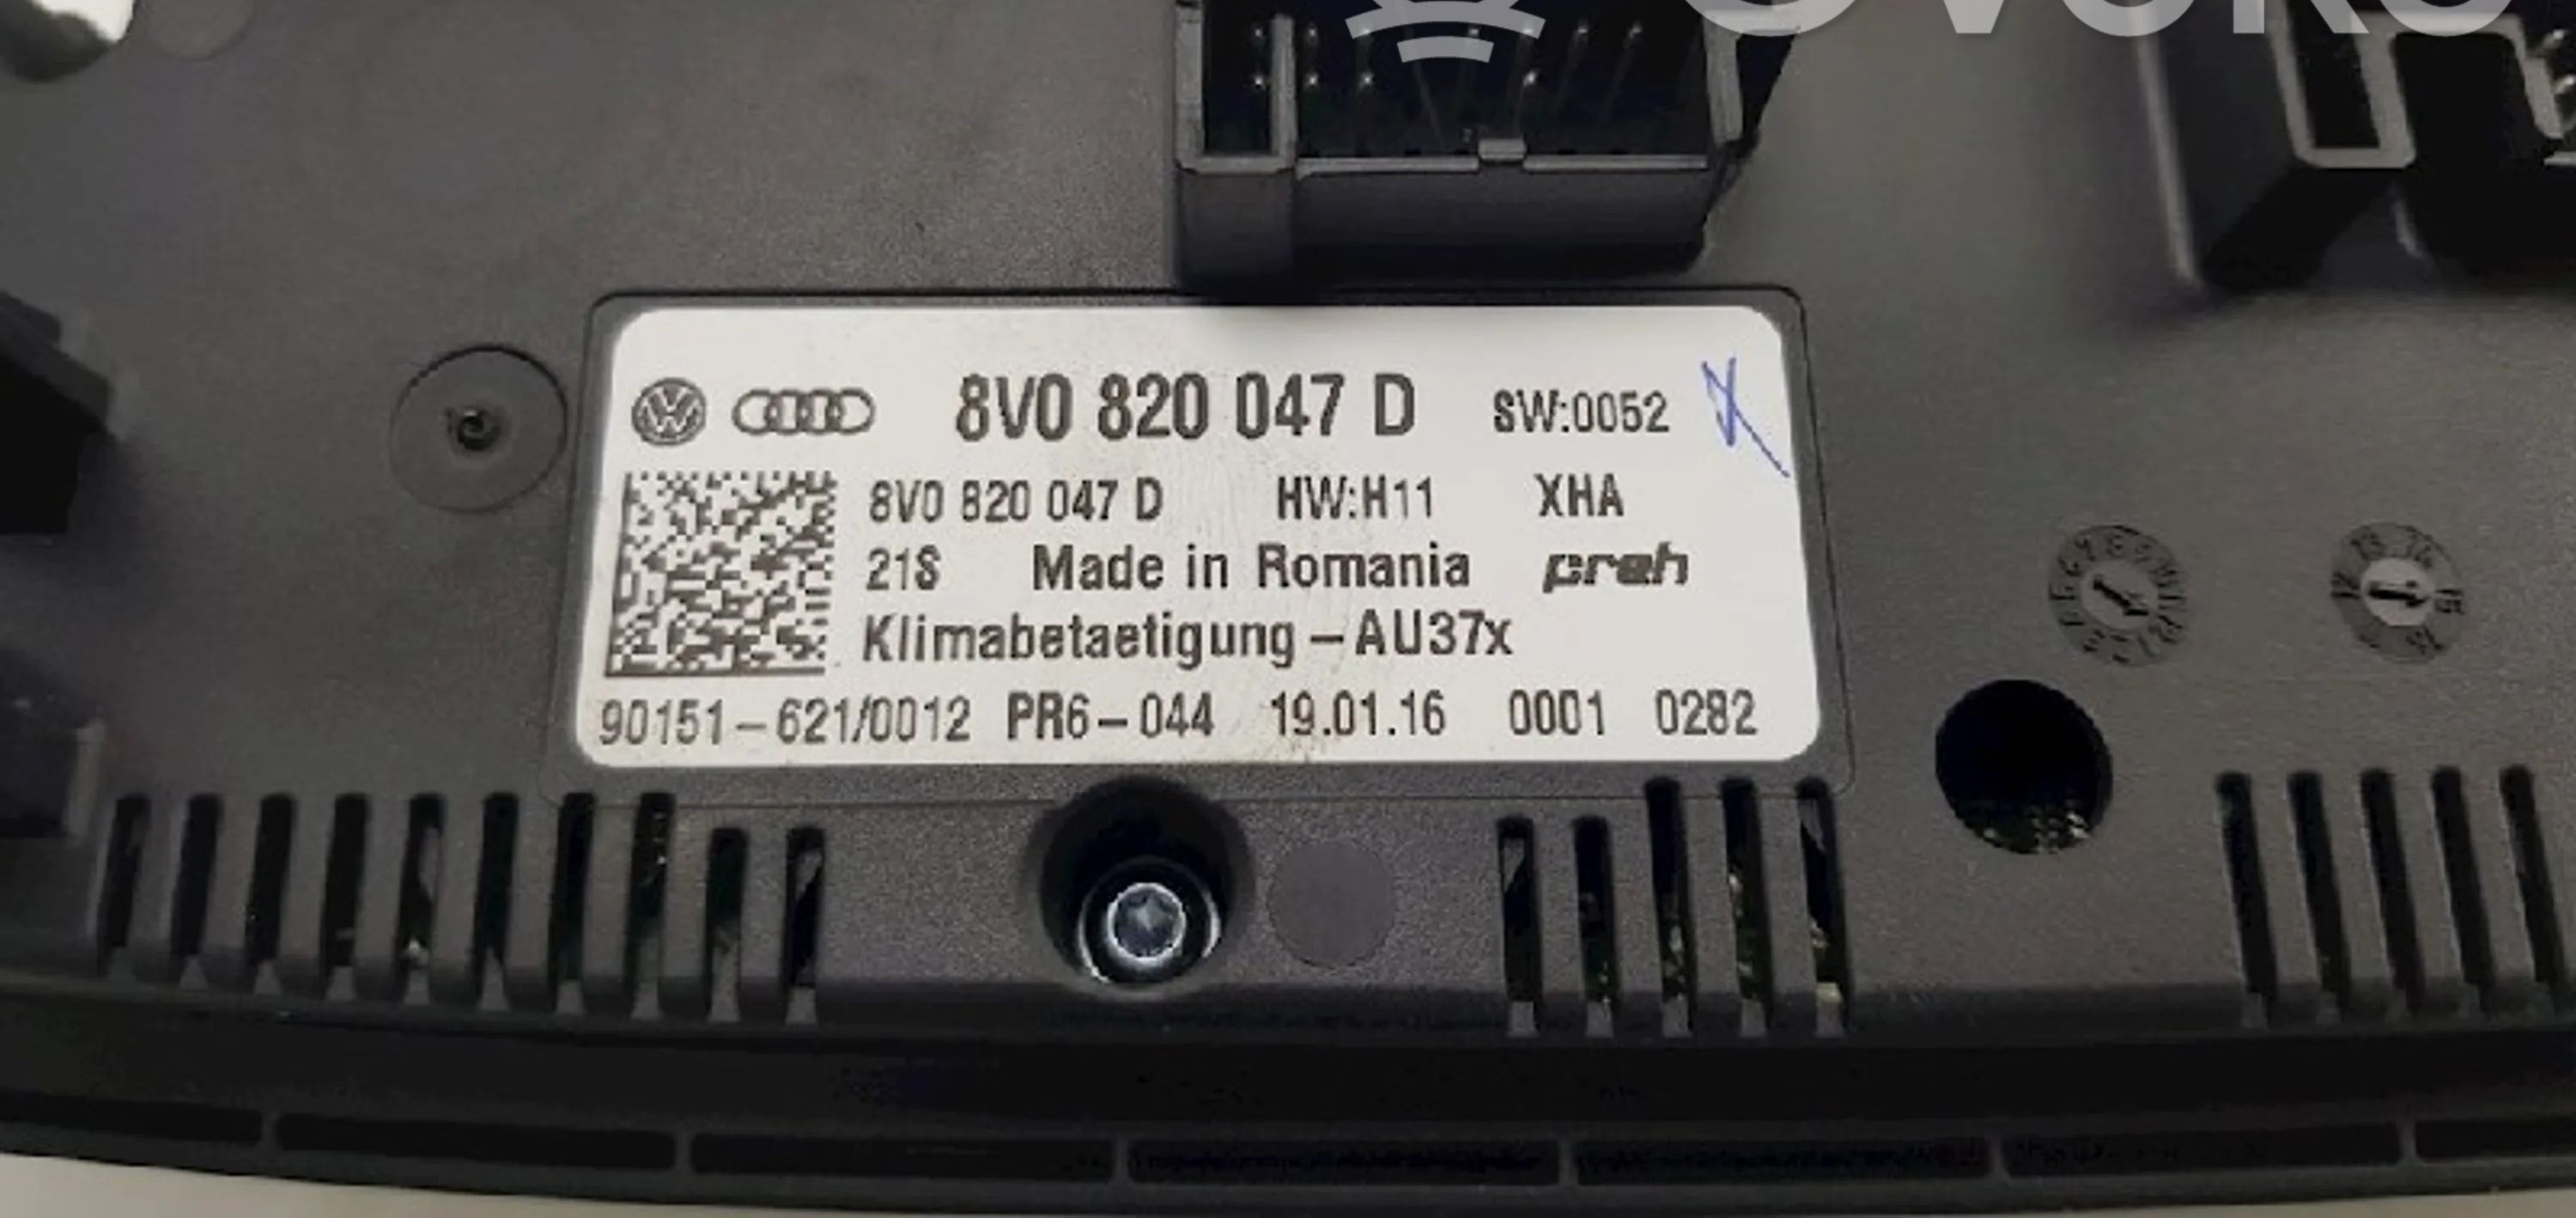 8V0 820 047 D SW:0052 X
8V0 820 047 D HW:H11 XHA
21S Made in Romania preh
Klimabetaetigung - AU37x
90151-621/0012 PR6-044 19.01.16 0001 0282